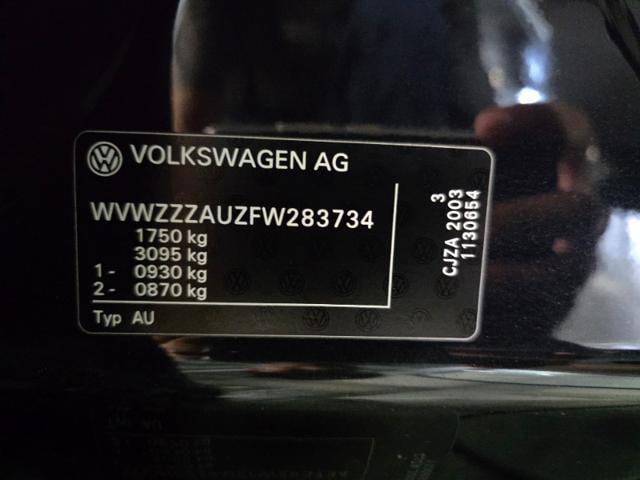 VOLKSWAGEN AG
WVWZZZAUZFW283734
1750 kg
3095 kg
1 - 0930 kg
2 - 0870 kg
Typ AU
3
CJZA 2003
1130654